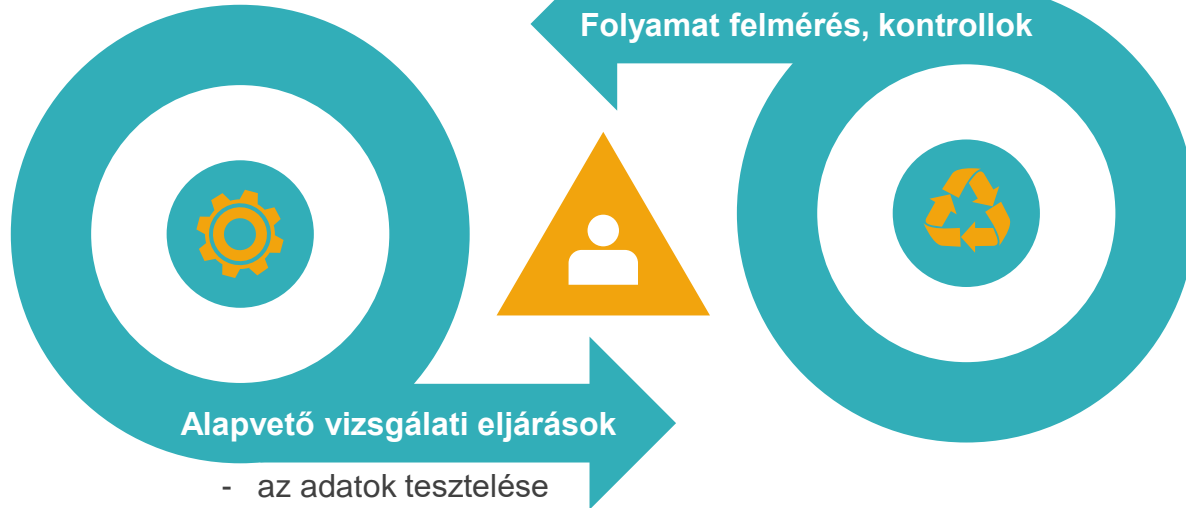 Folyamat felmérés, kontrollok
Alapvető vizsgálati eljárások
- az adatok tesztelése